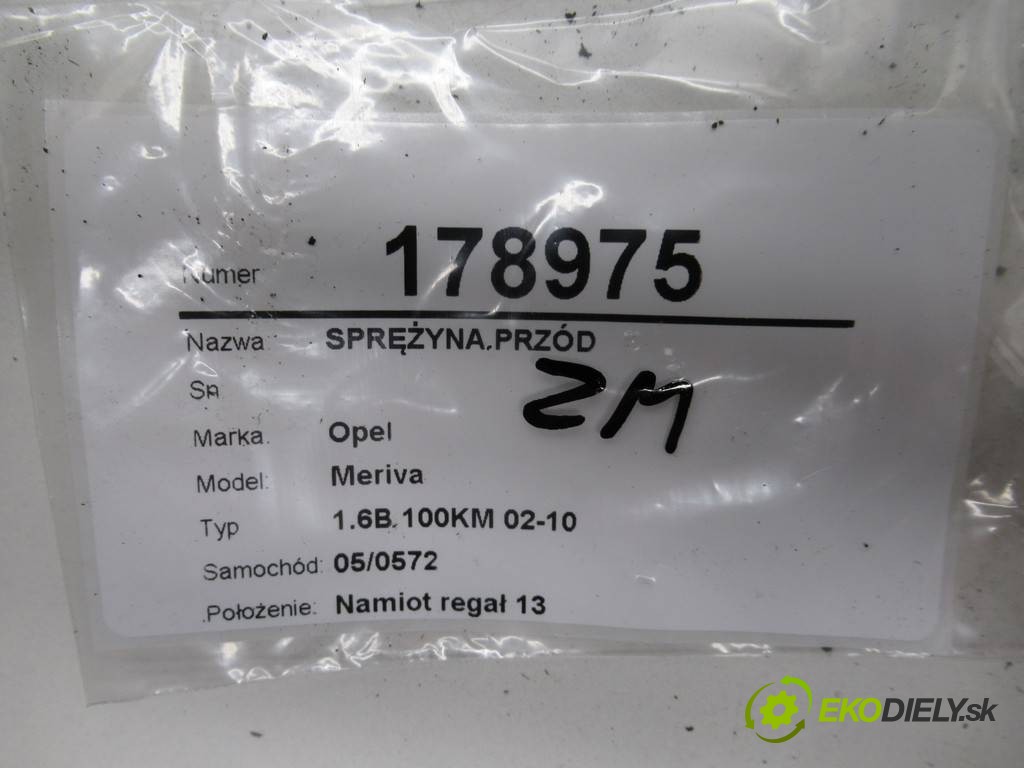 Numer 178975
Nazwa SPRĘŻYNA PRZÓD
Sn
ZM
Marka Opel
Model: Meriva
Typ 1.6B 100KM 02-10
Samochód: 05/0572
Położenie: Namiot regał 13
EKODIELY.sk